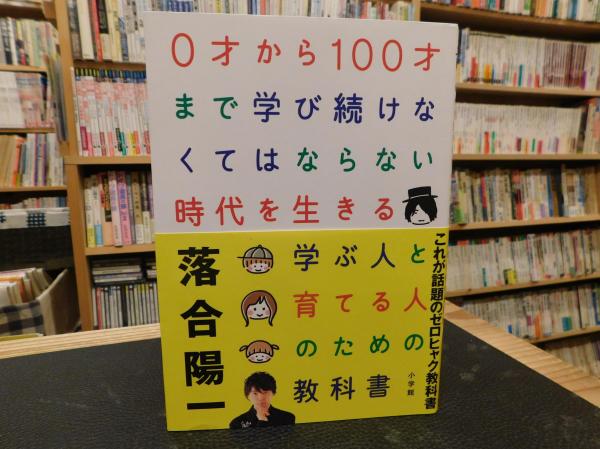 0才から100才
まで学び続けな
くてはならない
時代を生きる
学ぶ人と
育てる人
のための
教科書
落合陽一
これが話題のゼロヒャク教科書
小学館